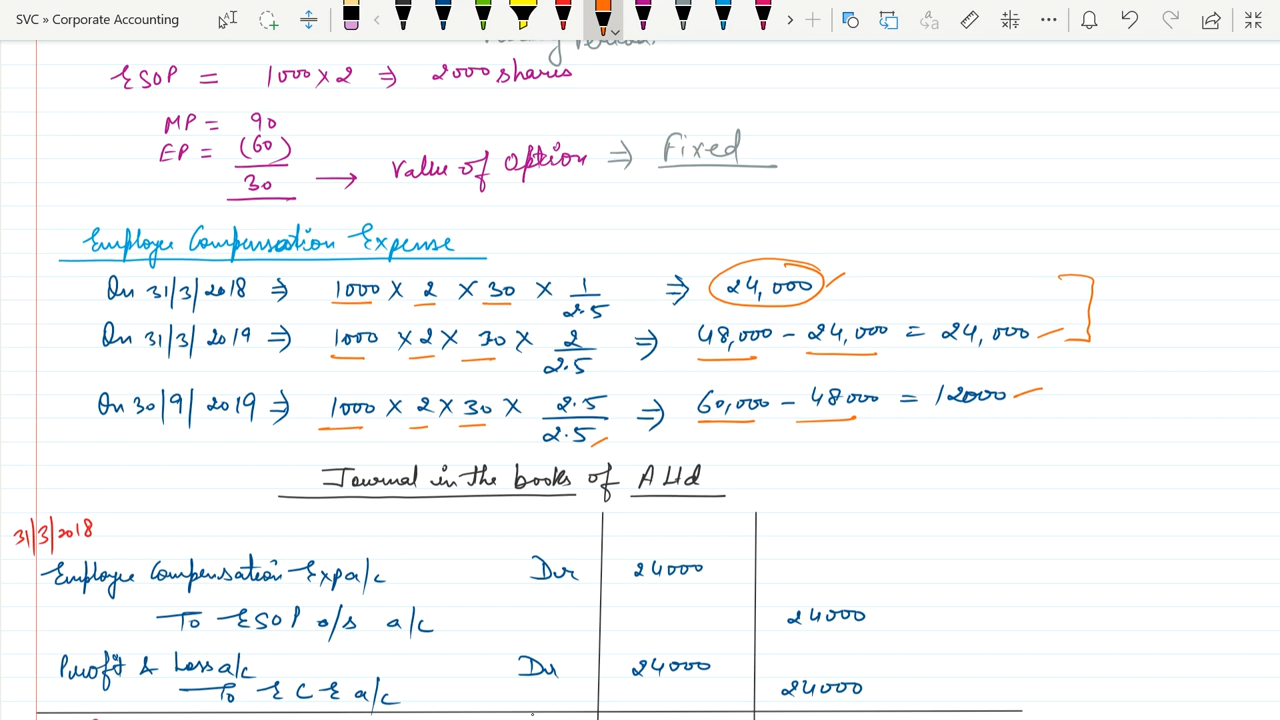 SVC » Corporate Accounting
Vesting Period.
ESOP = 1000 × 2 ⇒ 2000 shares
MP = 90
EP = (60)
30 → Value of option ⇒ Fixed
Employee Compensation Expense
On 31/3/2018 ⇒ 1000 × 2 × 30 × 1/2.5 ⇒ 24,000
On 31/3/2019 ⇒ 1000 × 2 × 30 × 2/2.5 ⇒ 48,000 - 24,000 = 24,000
On 30/9/2019 ⇒ 1000 × 2 × 30 × 2.5/2.5 ⇒ 60,000 - 48000 = 12000
Journal in the books of A Ltd
31/3/2018
Employee Compensation Exp a/c Dr 24000
To ESOP o/s a/c 24000
Profit & Loss a/c Dr 24000
To E C E a/c 24000